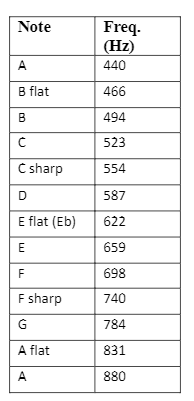 Note Freq.
(Hz)
A 440
B flat 466
B 494
C 523
C sharp 554
D 587
E flat (Eb) 622
E 659
F 698
F sharp 740
G 784
A flat 831
A 880